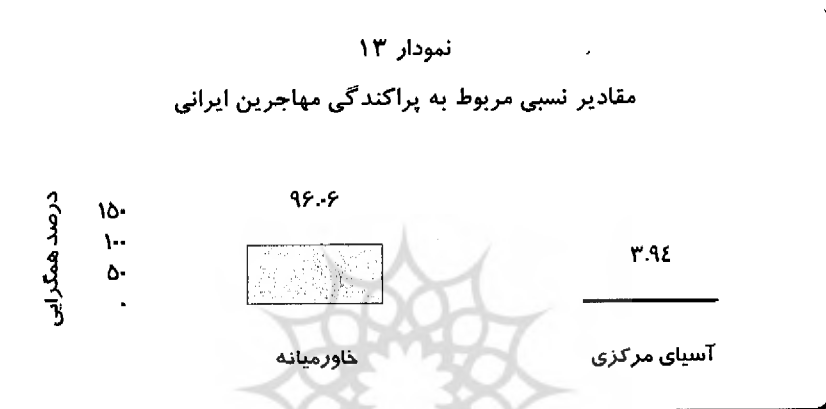 نمودار ۱۳
مقادیر نسبی مربوط به پراکندگی مهاجرین ایرانی
درصد همگرایی
۱۵۰
۱۰۰
۵۰
۰
۹۶.۰۶
۳.۹٤
خاورمیانه
آسیای مرکزی